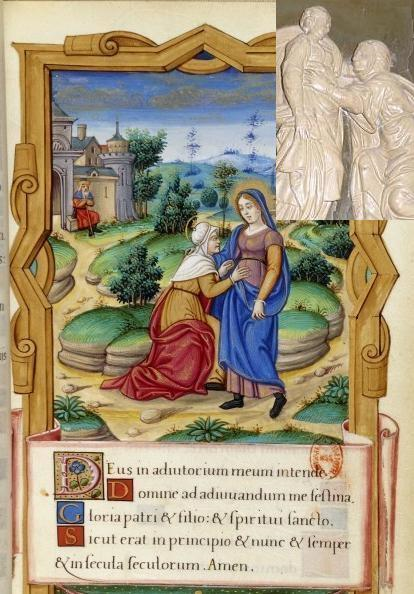 Deus in adiutorium meum intende
Domine ad adiuuandum me festina.
Gloria patri & filio: & spiritui sancto.
Sicut erat in principio & nunc & semper
& in secula seculorum. Amen.